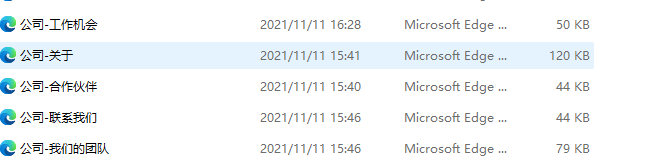 公司-工作机会 2021/11/11 16:28 Microsoft Edge ... 50 KB
公司-关于 2021/11/11 15:41 Microsoft Edge ... 120 KB
公司-合作伙伴 2021/11/11 15:40 Microsoft Edge ... 44 KB
公司-联系我们 2021/11/11 15:46 Microsoft Edge ... 44 KB
公司-我们的团队 2021/11/11 15:46 Microsoft Edge ... 79 KB